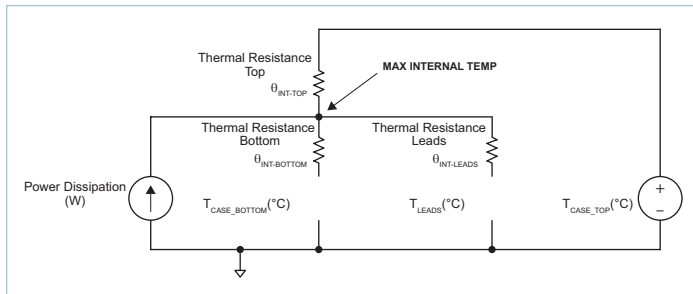 Thermal Resistance
Top
θINT-TOP
MAX INTERNAL TEMP
Thermal Resistance
Bottom
θINT-BOTTOM
Thermal Resistance
Leads
θINT-LEADS
Power Dissipation
(W)
TCASE_BOTTOM(°C)
TLEADS(°C)
TCASE_TOP(°C)
+
–